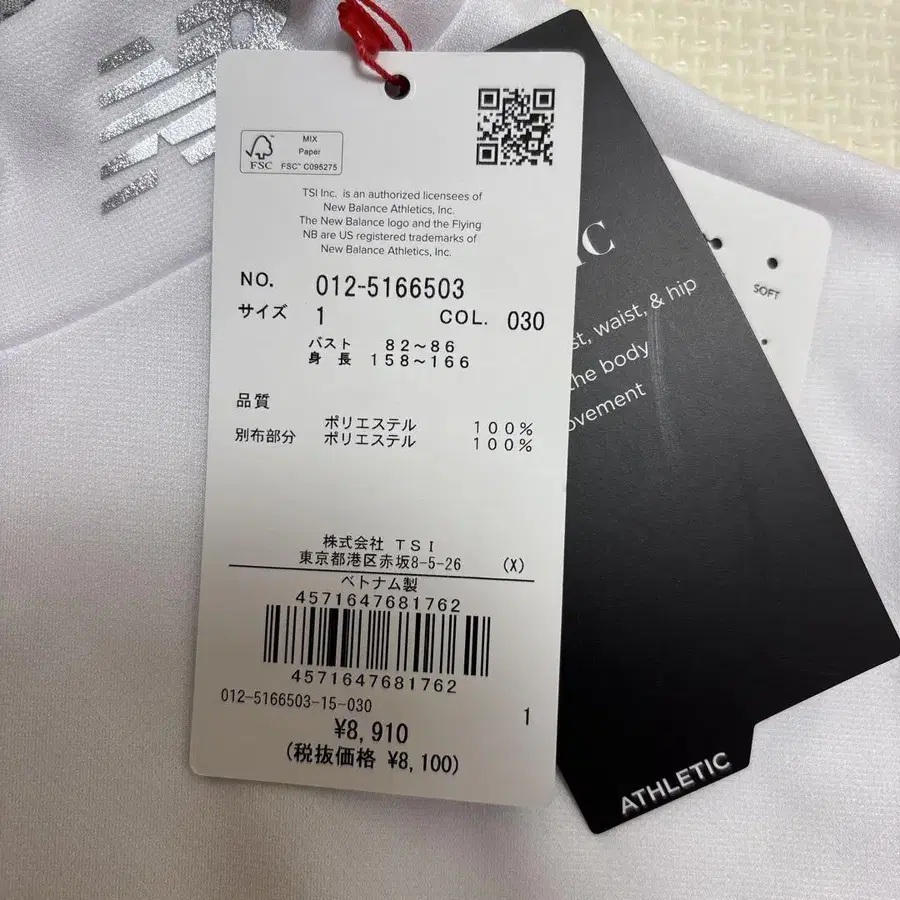 MIX
Paper
FSC
FSC™ C095275
TSI Inc. is an authorized licensees of
New Balance Athletics, Inc.
The New Balance logo and the Flying
NB are US registered trademarks of
New Balance Athletics, Inc.
NO. 012-5166503
サイズ 1 COL. 030
バスト 82~86
身長 158~166
品質
ポリエステル 100%
別布部分 ポリエステル 100%
株式会社 TSI
東京都港区赤坂8-5-26 (X)
ベトナム製
4571647681762
4571647681762
012-5166503-15-030
1
¥8,910
(税抜価格 ¥8,100)
waist, & hip
the body
ATHLETIC
SOFT